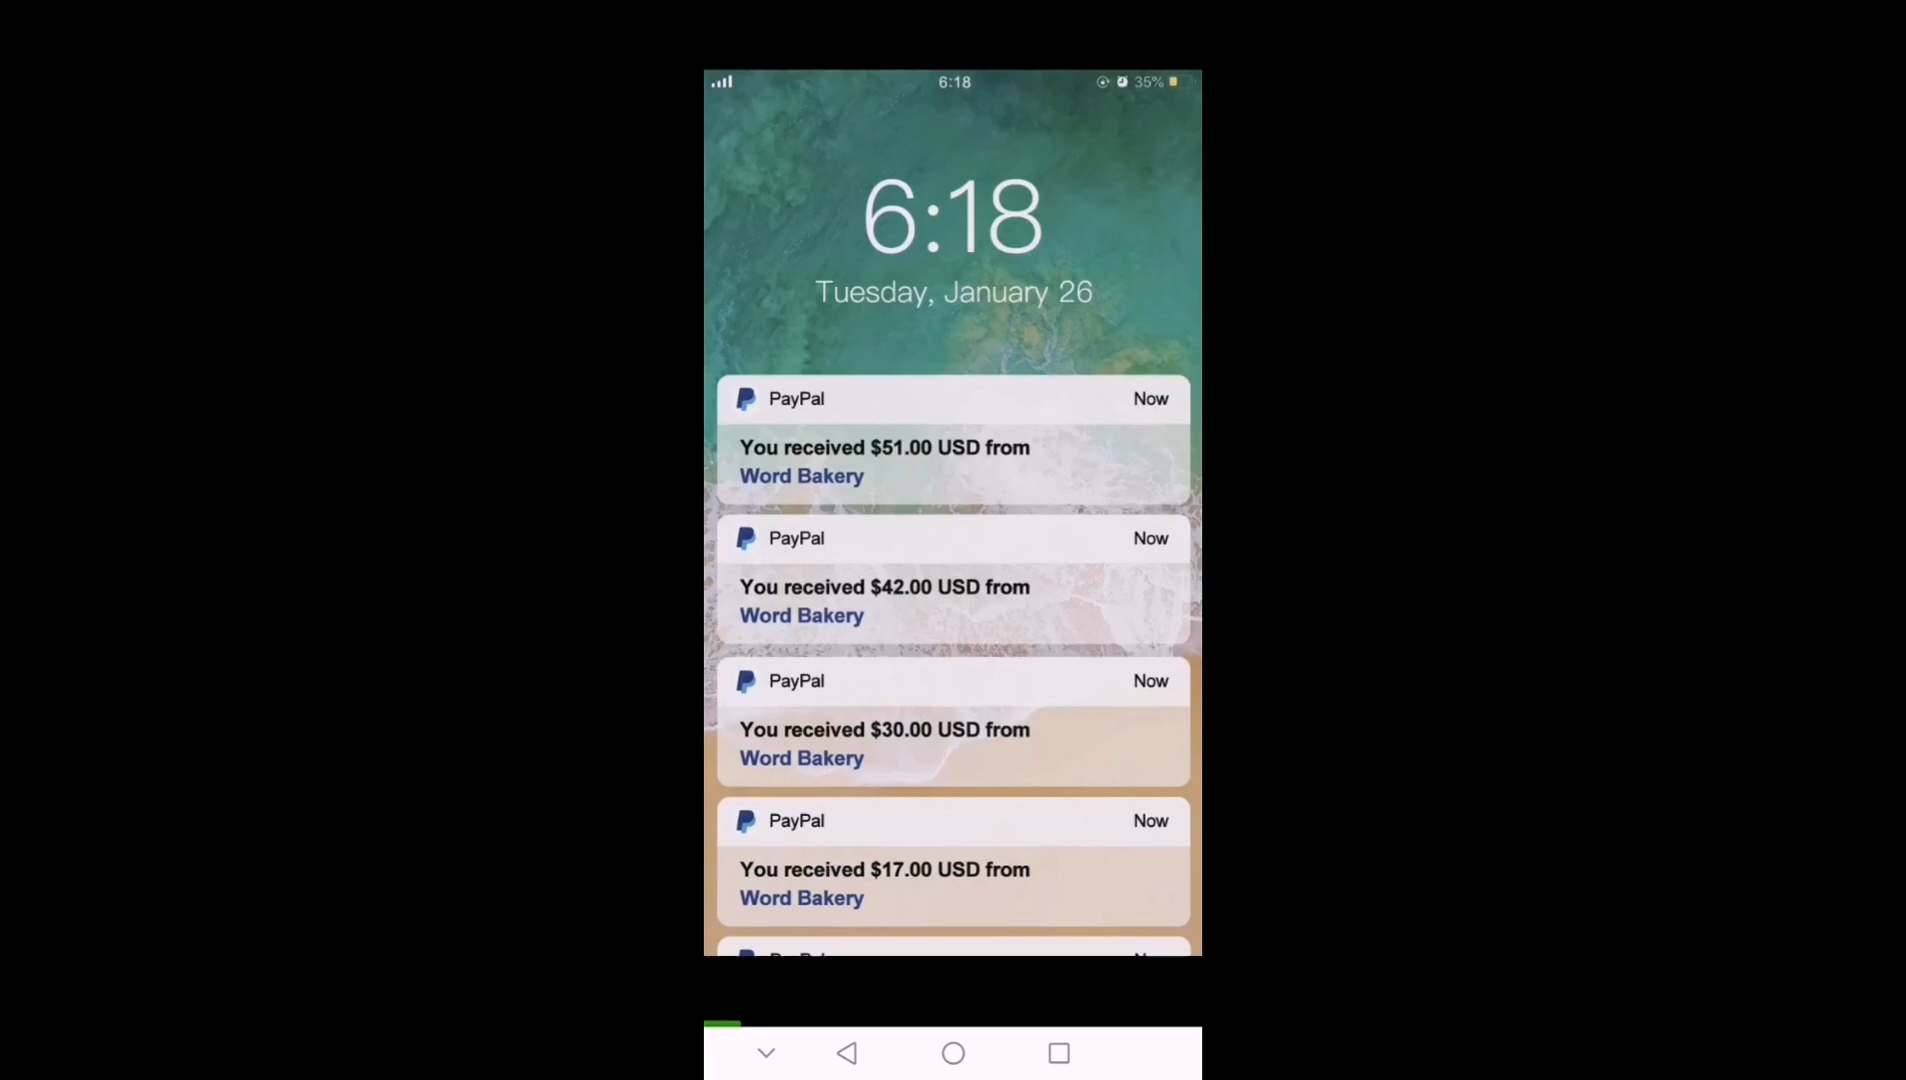 6:18
35%
6:18
Tuesday, January 26
PayPal
Now
You received $51.00 USD from
Word Bakery
PayPal
Now
You received $42.00 USD from
Word Bakery
PayPal
Now
You received $30.00 USD from
Word Bakery
PayPal
Now
You received $17.00 USD from
Word Bakery